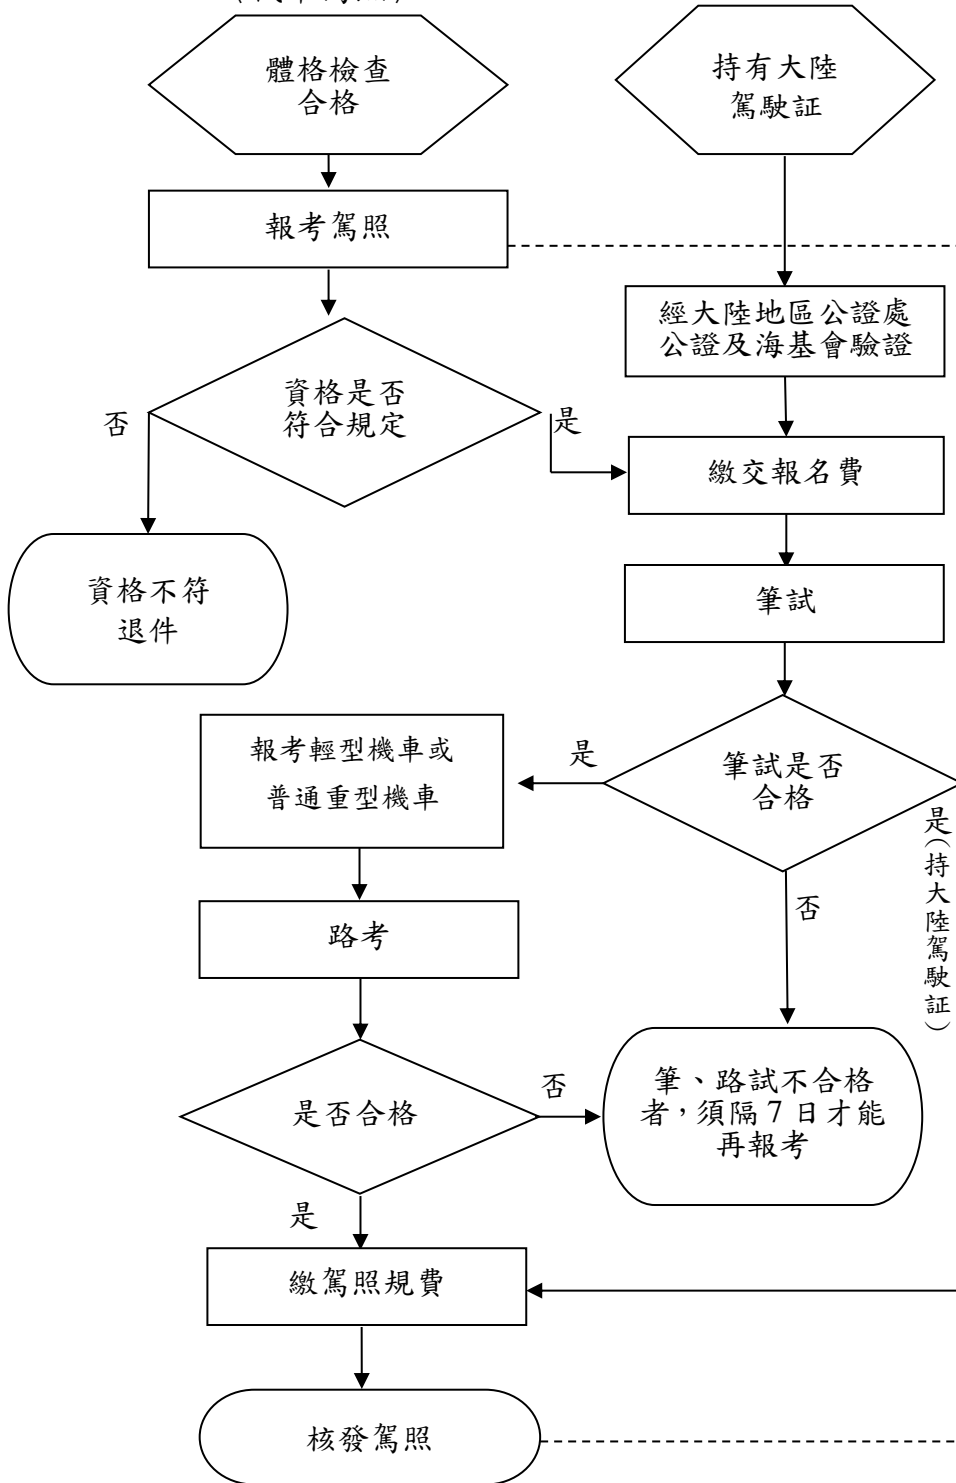 體格檢查
合格
持有大陸
駕駛証
報考駕照
經大陸地區公證處
公證及海基會驗證
資格是否
符合規定
否
是
繳交報名費
資格不符
退件
筆試
報考輕型機車或
普通重型機車
是
筆試是否
合格
是(持大陸駕駛証)
否
路考
是否合格
否
筆、路試不合格
者，須隔7日才能
再報考
是
繳駕照規費
核發駕照